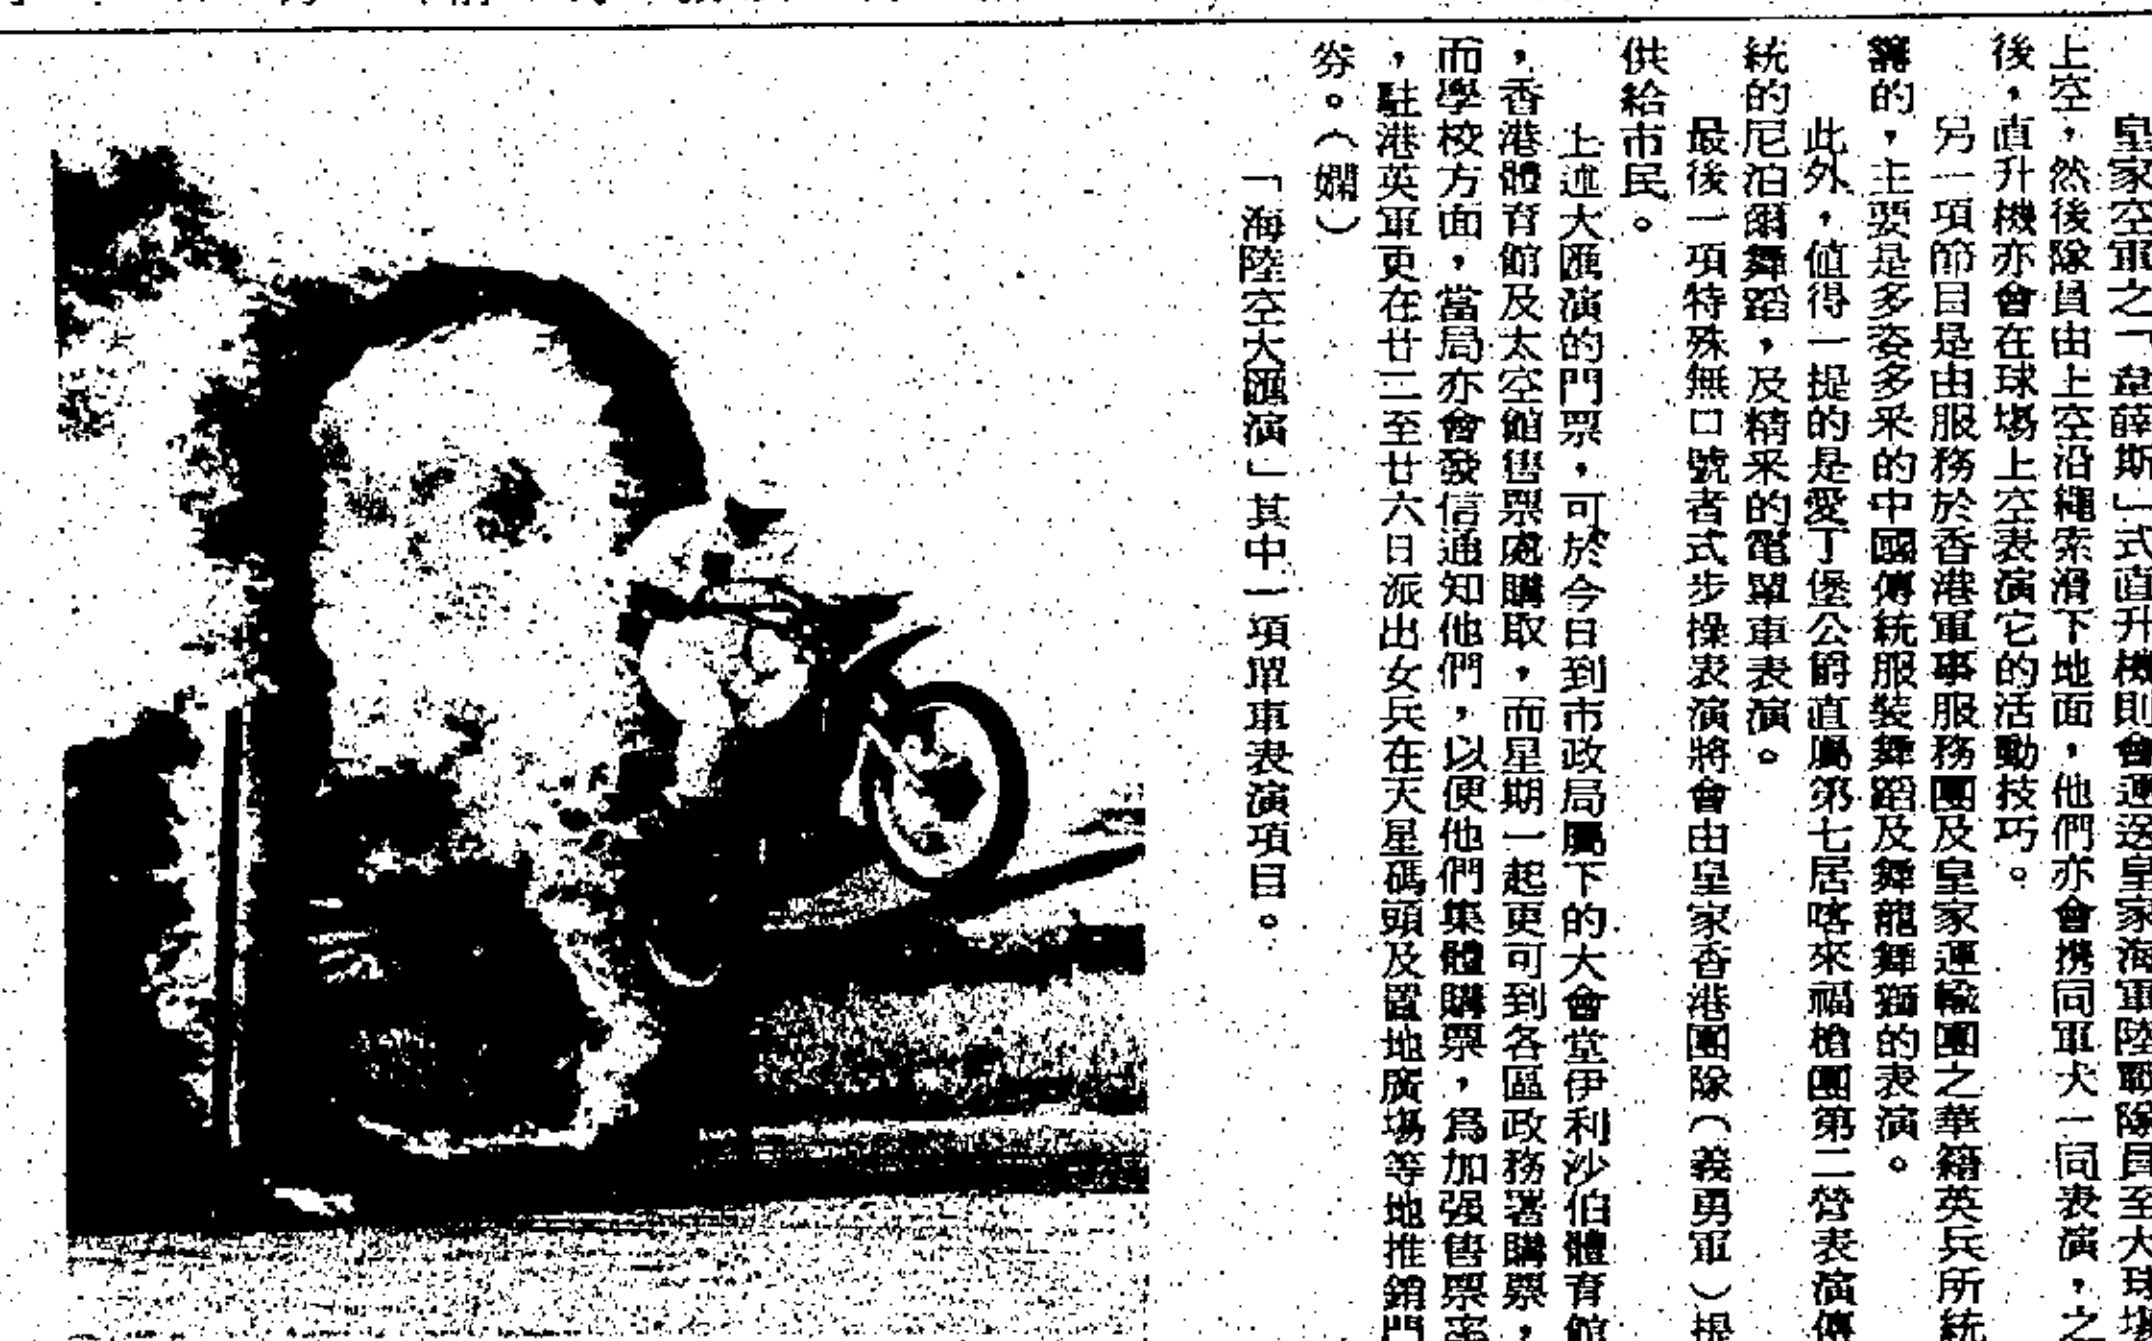 皇家空軍之「韋薛斯」式直升機則會運送皇家海軍陸戰隊員至大球場
上空，然後隊員由上空沿繩索滑下地面，他們亦會携同軍犬一同表演，之
後，直升機亦會在球場上空表演它的活動技巧。
另一項節目是由服務於香港軍事服務團及皇家運輸團之華籍英兵所統
籌的，主要是多姿多采的中國傳統服裝舞蹈及舞龍舞獅的表演。
此外，值得一提的是愛丁堡公爵直屬第七居喀來福槍團第二營表演傳
統的尼泊爾舞蹈，及精采的電單車表演。
最後一項特殊無口號者式步操表演將會由皇家香港團隊（義勇軍）提
供給市民。
上述大匯演的門票，可於今日到市政局屬下的大會堂伊利沙伯體育館
，香港體育館及太空館售票處購取，而星期一起更可到各區政務署購票，
而學校方面，當局亦會發信通知他們，以便他們集體購票，爲加强售票率
，駐港英軍更在廿二至廿六日派出女兵在天星碼頭及置地廣場等地推銷門
券。（嫻）
「海陸空大匯演」其中一項單車表演項目。